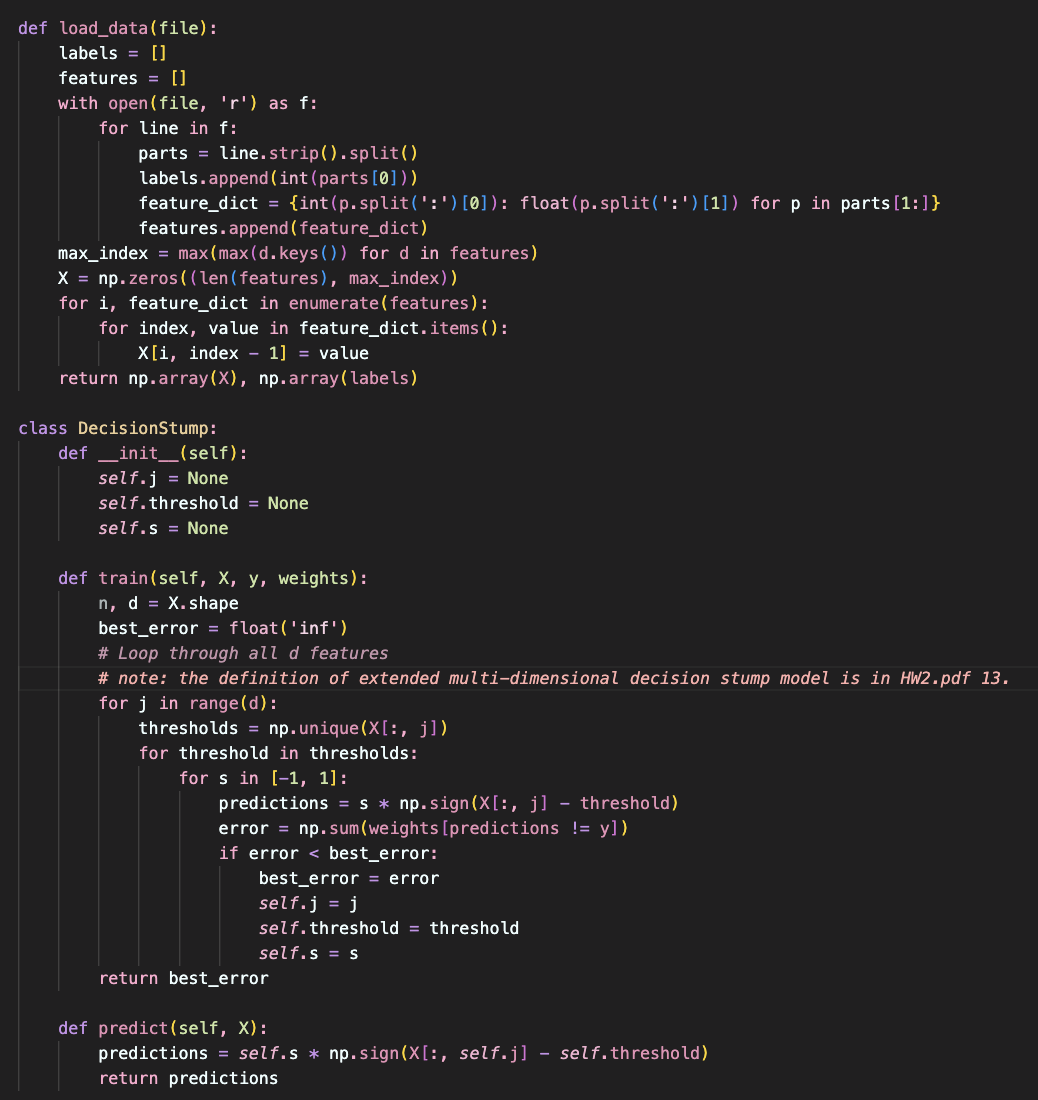 def load_data(file):
    labels = []
    features = []
    with open(file, 'r') as f:
        for line in f:
            parts = line.strip().split()
            labels.append(int(parts[0]))
            feature_dict = {int(p.split(':')[0]): float(p.split(':')[1]) for p in parts[1:]}
            features.append(feature_dict)
    max_index = max(max(d.keys()) for d in features)
    X = np.zeros((len(features), max_index))
    for i, feature_dict in enumerate(features):
        for index, value in feature_dict.items():
            X[i, index - 1] = value
    return np.array(X), np.array(labels)

class DecisionStump:
    def __init__(self):
        self.j = None
        self.threshold = None
        self.s = None

    def train(self, X, y, weights):
        n, d = X.shape
        best_error = float('inf')
        # Loop through all d features
        # note: the definition of extended multi-dimensional decision stump model is in HW2.pdf 13.
        for j in range(d):
            thresholds = np.unique(X[:, j])
            for threshold in thresholds:
                for s in [-1, 1]:
                    predictions = s * np.sign(X[:, j] - threshold)
                    error = np.sum(weights[predictions != y])
                    if error < best_error:
                        best_error = error
                        self.j = j
                        self.threshold = threshold
                        self.s = s
        return best_error

    def predict(self, X):
        predictions = self.s * np.sign(X[:, self.j] - self.threshold)
        return predictions